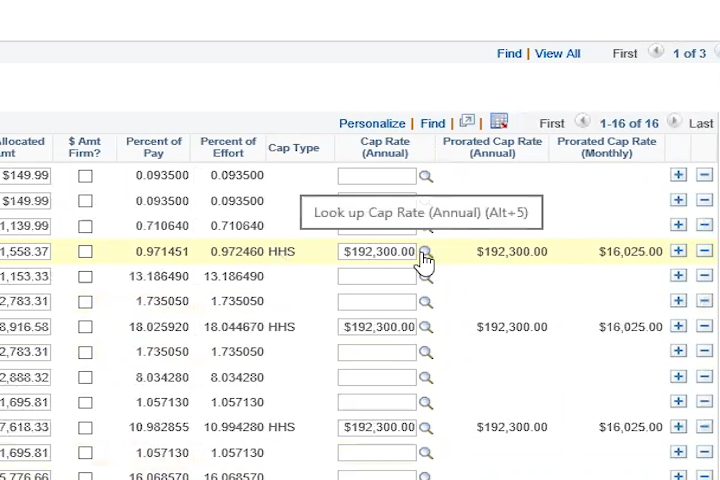 Find | View All First 1 of 3
Personalize | Find | | First 1-16 of 16 Last
Allocated $ Amt Percent of Percent of Cap Rate Prorated Cap Rate Prorated Cap Rate
Amt Firm? Pay Effort Cap Type (Annual) (Annual) (Monthly)
$149.99 0.093500 0.093500
$149.99 0.093500 0.093500
1,139.99 0.710640 0.710640
Look up Cap Rate (Annual) (Alt+5)
1,558.37 0.971451 0.972460 HHS $192,300.00 $192,300.00 $16,025.00
1,153.33 13.186490 13.186490
2,783.31 1.735050 1.735050
8,916.58 18.025920 18.044670 HHS $192,300.00 $192,300.00 $16,025.00
2,783.31 1.735050 1.735050
2,888.32 8.034280 8.034280
1,695.81 1.057130 1.057130
7,618.33 10.982855 10.994280 HHS $192,300.00 $192,300.00 $16,025.00
1,695.81 1.057130 1.057130
5,776.66 16.068570 16.068570